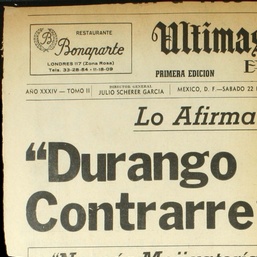 RESTAURANTE
B
Bonaparte
LONDRES 117 (Zona Rosa)
Tels. 33-28-84 • 11-18-09
Ultimas
PRIMERA EDICION
AÑO XXXIV — TOMO II
DIRECTOR GENERAL
JULIO SCHERER GARCIA
MEXICO, D. F.—SABADO 22
Lo Afirma
“Durango
Contrarre